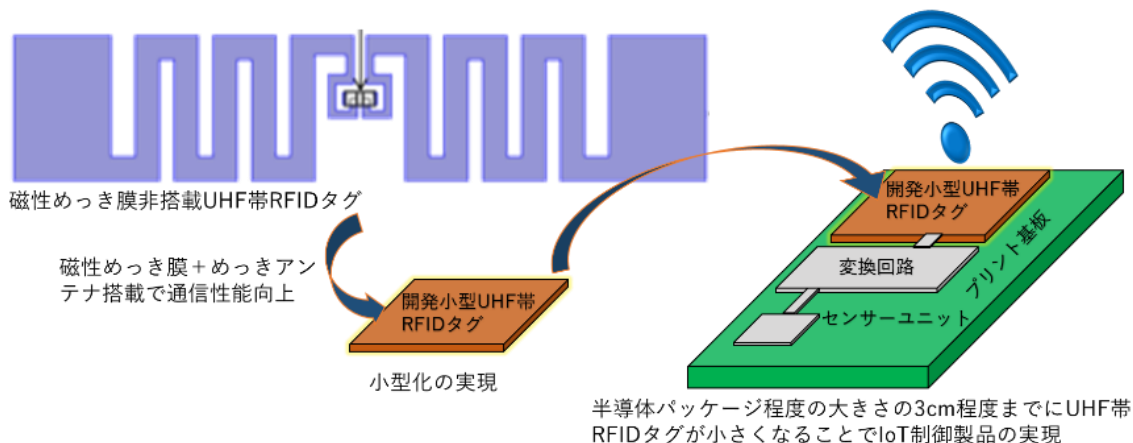 磁性めっき膜非搭載UHF帯RFIDタグ
磁性めっき膜＋めっきアン
テナ搭載で通信性能向上
開発小型UHF帯
RFIDタグ
小型化の実現
開発小型UHF帯
RFIDタグ
変換回路
プリント基板
センサーユニット
半導体パッケージ程度の大きさの3cm程度までにUHF帯
RFIDタグが小さくなることでIoT制御製品の実現